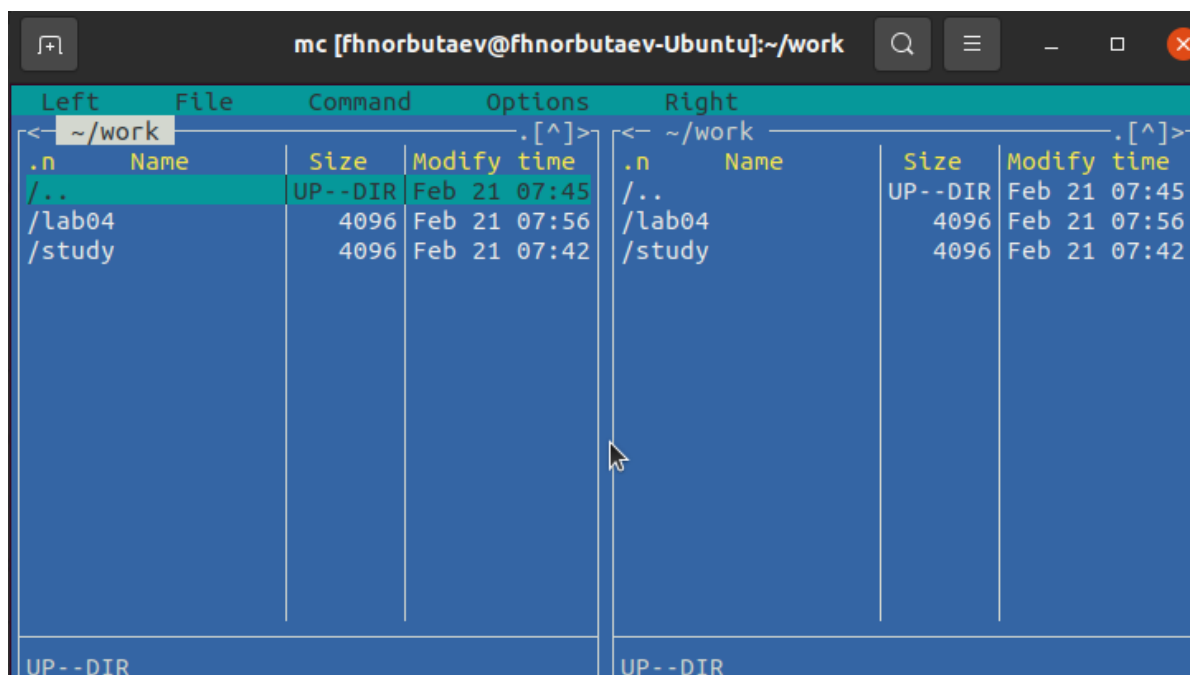 mc [fhnorbutaev@fhnorbutaev-Ubuntu]:~/work
Left File Command Options Right
<─ ~/work ─.[^]> <─ ~/work ─.[^]>
.n Name Size Modify time .n Name Size Modify time
/.. UP--DIR Feb 21 07:45 /.. UP--DIR Feb 21 07:45
/lab04 4096 Feb 21 07:56 /lab04 4096 Feb 21 07:56
/study 4096 Feb 21 07:42 /study 4096 Feb 21 07:42
UP--DIR UP--DIR